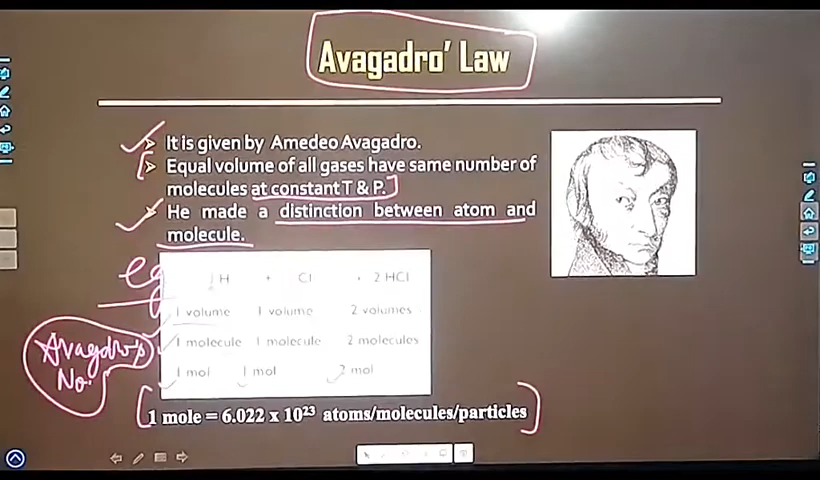 Avagadro' Law
It is given by Amedeo Avagadro.
Equal volume of all gases have same number of
molecules at constant T & P.
He made a distinction between atom and
molecule.
eg
H + Cl 2 HCl
1 volume 1 volume 2 volumes
1 molecule 1 molecule 2 molecules
1 mol 1 mol 2 mol
Avagdro's
No.
1 mole = 6.022 x 10²³ atoms/molecules/particles